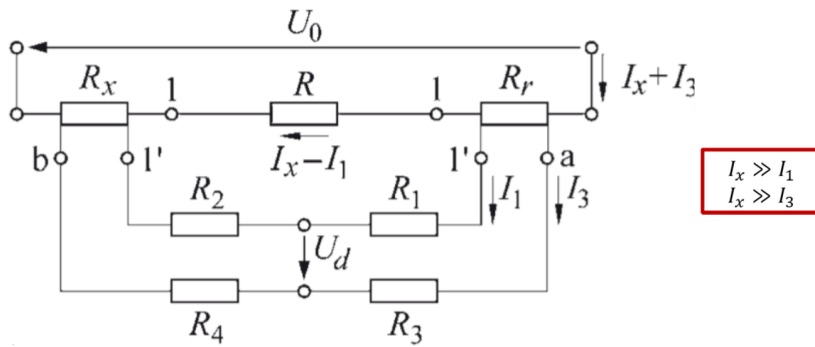 U₀
Rₓ 1 R 1 Rᵣ Iₓ+I₃
b 1' Iₓ−I₁ 1' a
R₂ R₁ I₁ I₃
U_d
R₄ R₃
Iₓ ≫ I₁
Iₓ ≫ I₃